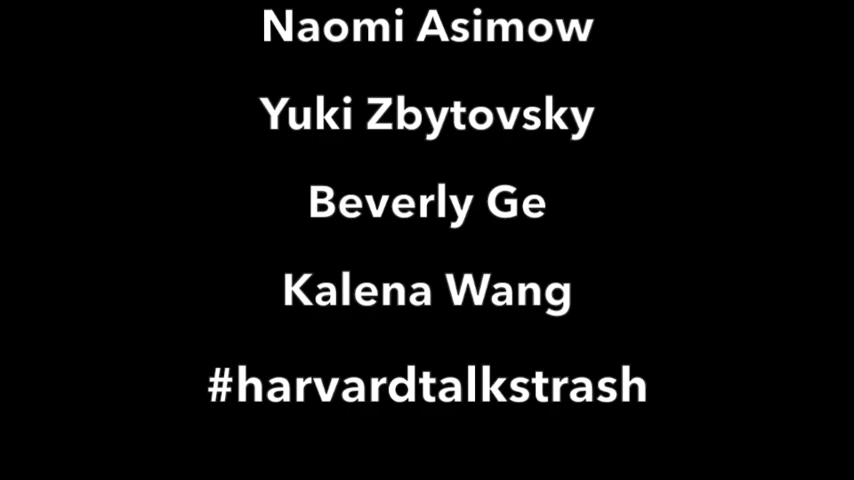 Naomi Asimow
Yuki Zbytovsky
Beverly Ge
Kalena Wang
#harvardtalkstrash